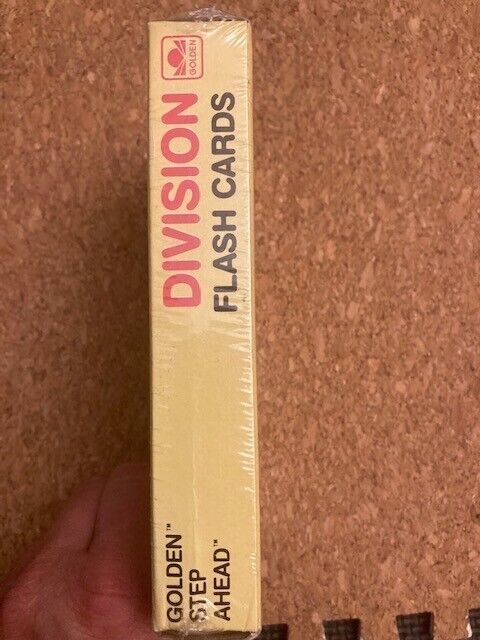 GOLDEN™
STEP
AHEAD™
DIVISION
FLASH CARDS
GOLDEN